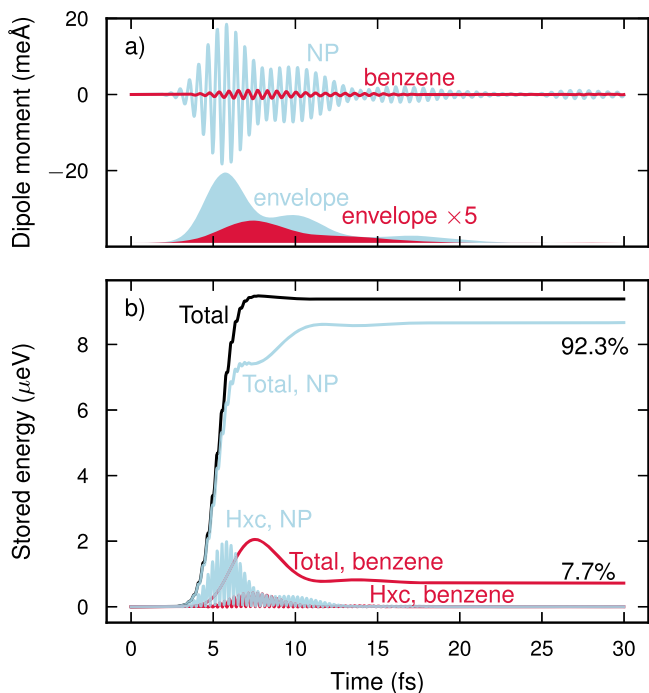 a)
Dipole moment (meÅ)
20
0
−20
NP
benzene
envelope
envelope ×5
b)
Stored energy (μeV)
8
6
4
2
0
Total
92.3%
Total, NP
Hxc, NP
Total, benzene
7.7%
Hxc, benzene
0 5 10 15 20 25 30
Time (fs)